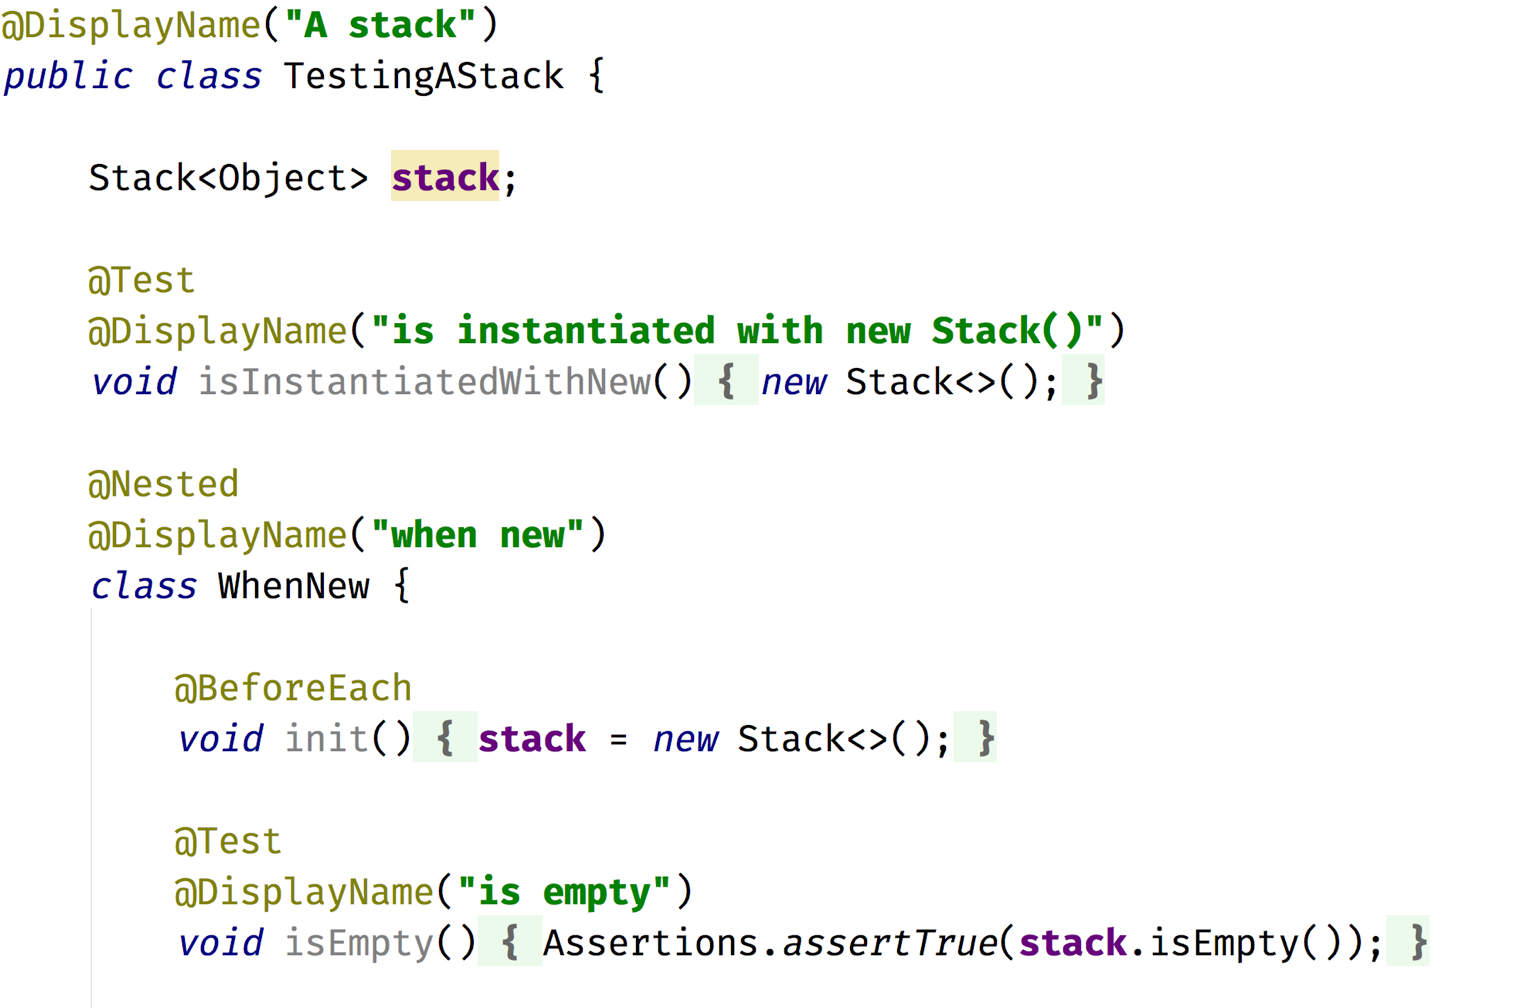 @DisplayName("A stack")
public class TestingAStack {
Stack<Object> stack;
@Test
@DisplayName("is instantiated with new Stack()")
void isInstantiatedWithNew() { new Stack<>(); }
@Nested
@DisplayName("when new")
class WhenNew {
@BeforeEach
void init() { stack = new Stack<>(); }
@Test
@DisplayName("is empty")
void isEmpty() { Assertions.assertTrue(stack.isEmpty()); }